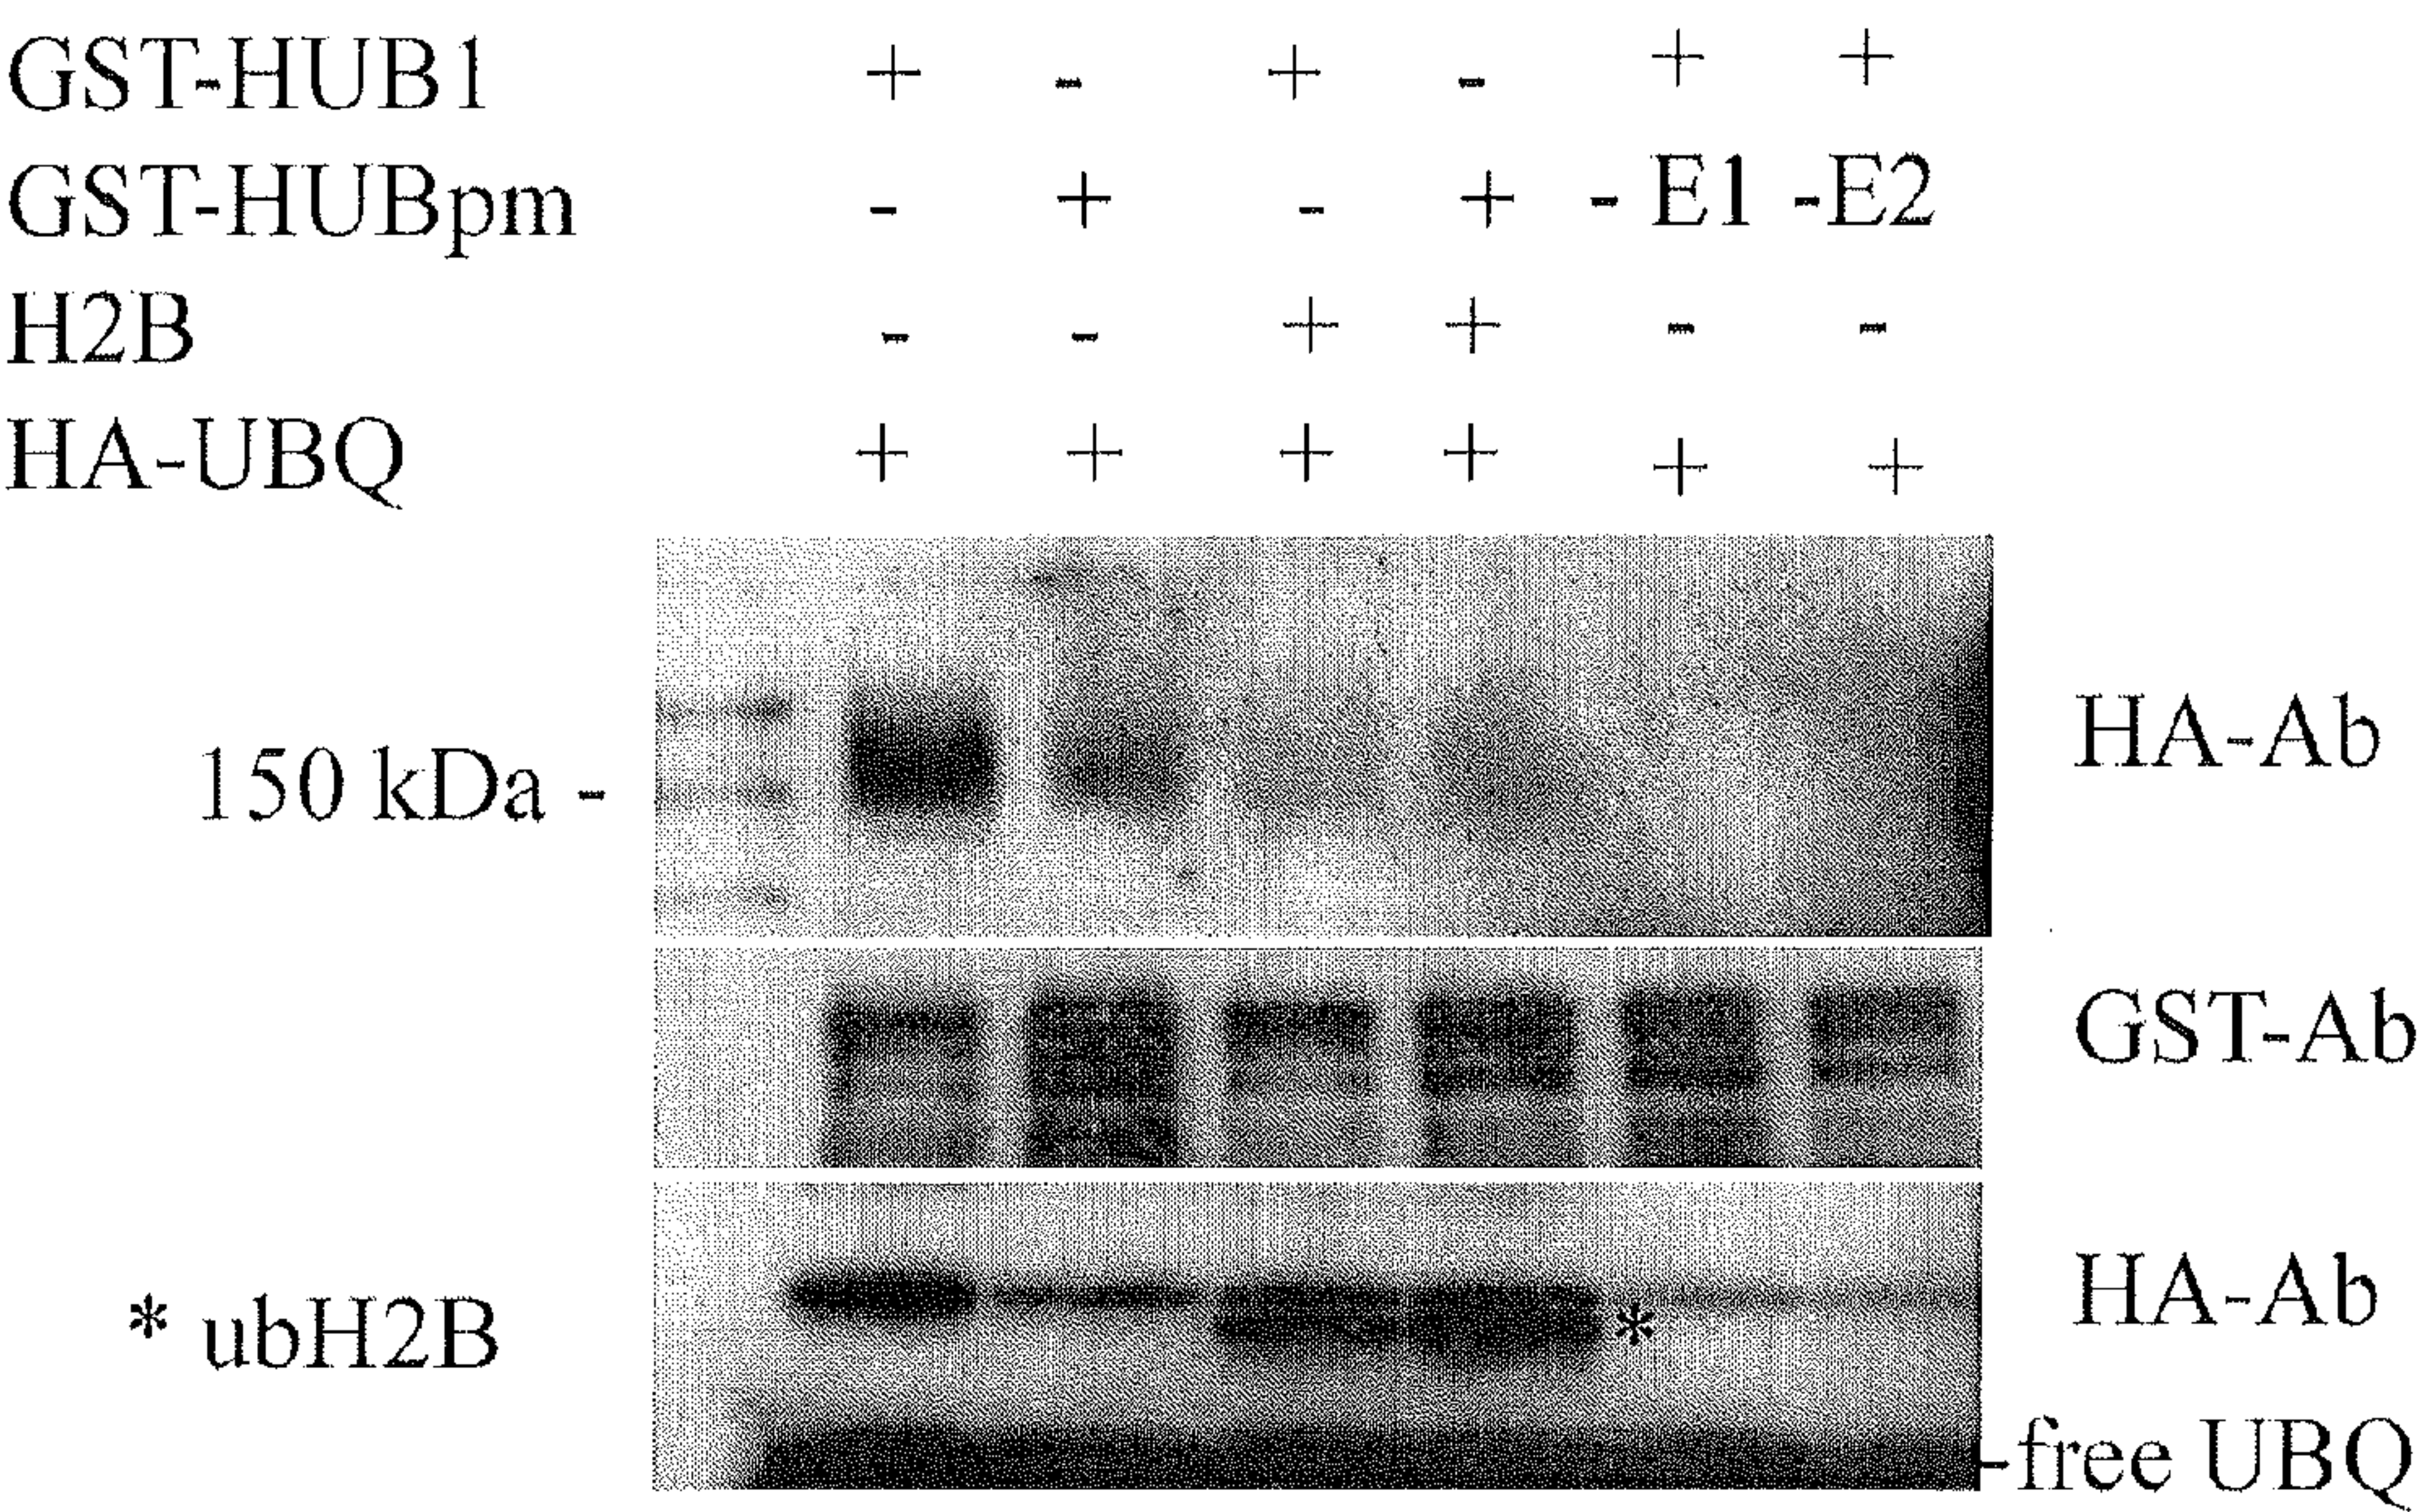 GST-HUB1 + - + - + +
GST-HUBpm - + - + - E1 -E2
H2B - - + + - -
HA-UBQ + + + + + +
150 kDa - HA-Ab
GST-Ab
* ubH2B * HA-Ab
-free UBQ